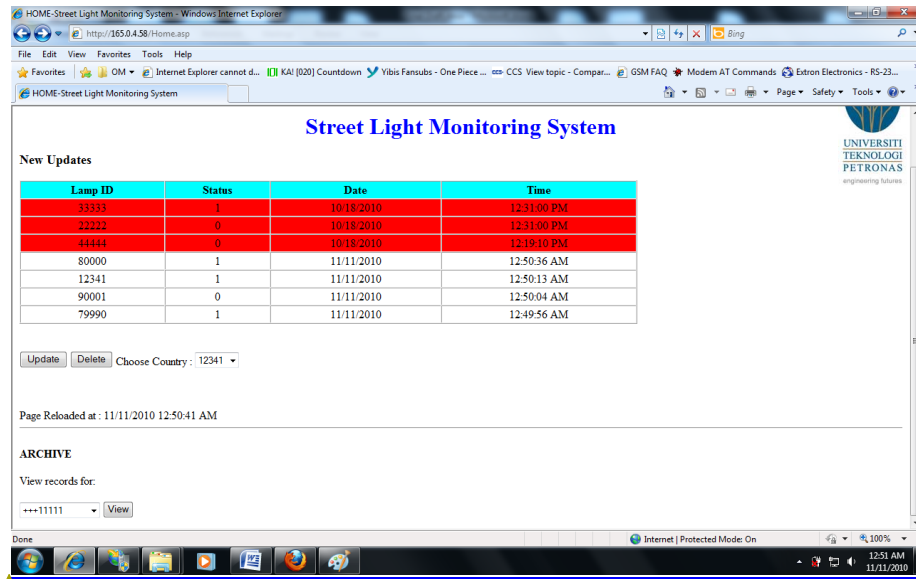 HOME-Street Light Monitoring System - Windows Internet Explorer
http://165.0.4.58/Home.asp Bing
File Edit View Favorites Tools Help
Favorites OM Internet Explorer cannot d... KAI [020] Countdown Yibis Fansubs - One Piece ... CCS View topic - Compar... GSM FAQ Modem AT Commands Extron Electronics - RS-23...
HOME-Street Light Monitoring System Page Safety Tools
Street Light Monitoring System
UNIVERSITI
TEKNOLOGI
PETRONAS
engineering futures
New Updates
Lamp ID Status Date Time
33333 1 10/18/2010 12:31:00 PM
22222 0 10/18/2010 12:31:00 PM
44444 0 10/18/2010 12:19:10 PM
80000 1 11/11/2010 12:50:36 AM
12341 1 11/11/2010 12:50:13 AM
90001 0 11/11/2010 12:50:04 AM
79990 1 11/11/2010 12:49:56 AM
Update Delete Choose Country : 12341
Page Reloaded at : 11/11/2010 12:50:41 AM
ARCHIVE
View records for:
+++11111 View
Done Internet | Protected Mode: On 100%
12:51 AM
11/11/2010